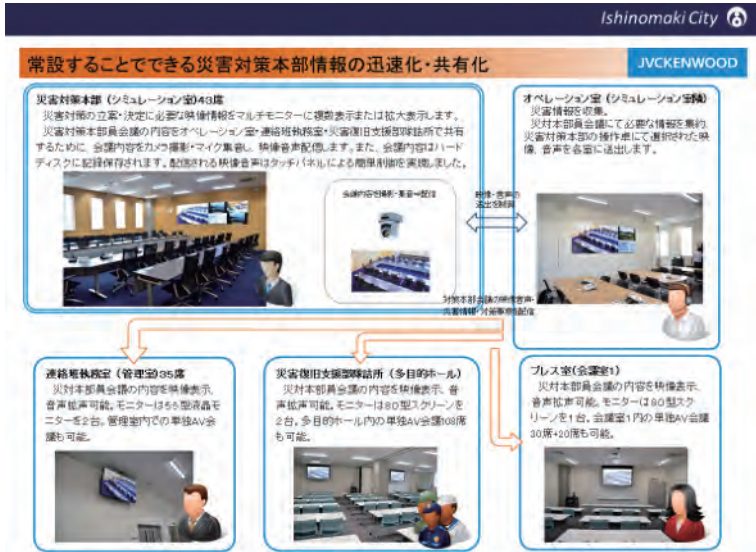 Ishinomaki City
常設することでできる災害対策本部情報の迅速化・共有化
JVCKENWOOD
災害対策本部（シミュレーション室）43席
災害対策の立案・決定に必要な映像情報をマルチモニターに複数表示または拡大表示します。
災害対策本部員会議の内容をオペレーション室・連絡班執務室・災害復旧支援部隊詰所で共有
するために、会議内容をカメラ撮影・マイク集音し、映像音声配信します。また、会議内容はハード
ディスクに記録保存されます。配信される映像音声はタッチパネルによる簡単制御を実現しました。
会議内容を撮影・集音⇒配信
映像・音声の
送出を制御
オペレーション室（シミュレーション室隣）
災害情報を収集。
災対本部員会議にて必要な情報を集約。
災害対策本部の操作卓にて選択された映
像、音声を各室に送出します。
対策本部会議の映像音声・
災害情報・対策事項を配信
連絡班執務室（管理室）35席
災対本部員会議の内容を映像表示、
音声拡声可能。モニターは55型液晶モ
ニターを2台。管理室内での単独AV会
議も可能。
災害復旧支援部隊詰所（多目的ホール）
災対本部員会議の内容を映像表示、音
声拡声可能。モニターは80型スクリーンを
2台。多目的ホール内の単独AV会議108席
も可能。
プレス室(会議室1)
災対本部員会議の内容を映像表示、
音声拡声可能。モニターは90型スク
リーンを1台。会議室1内の単独AV会議
30席+20席も可能。